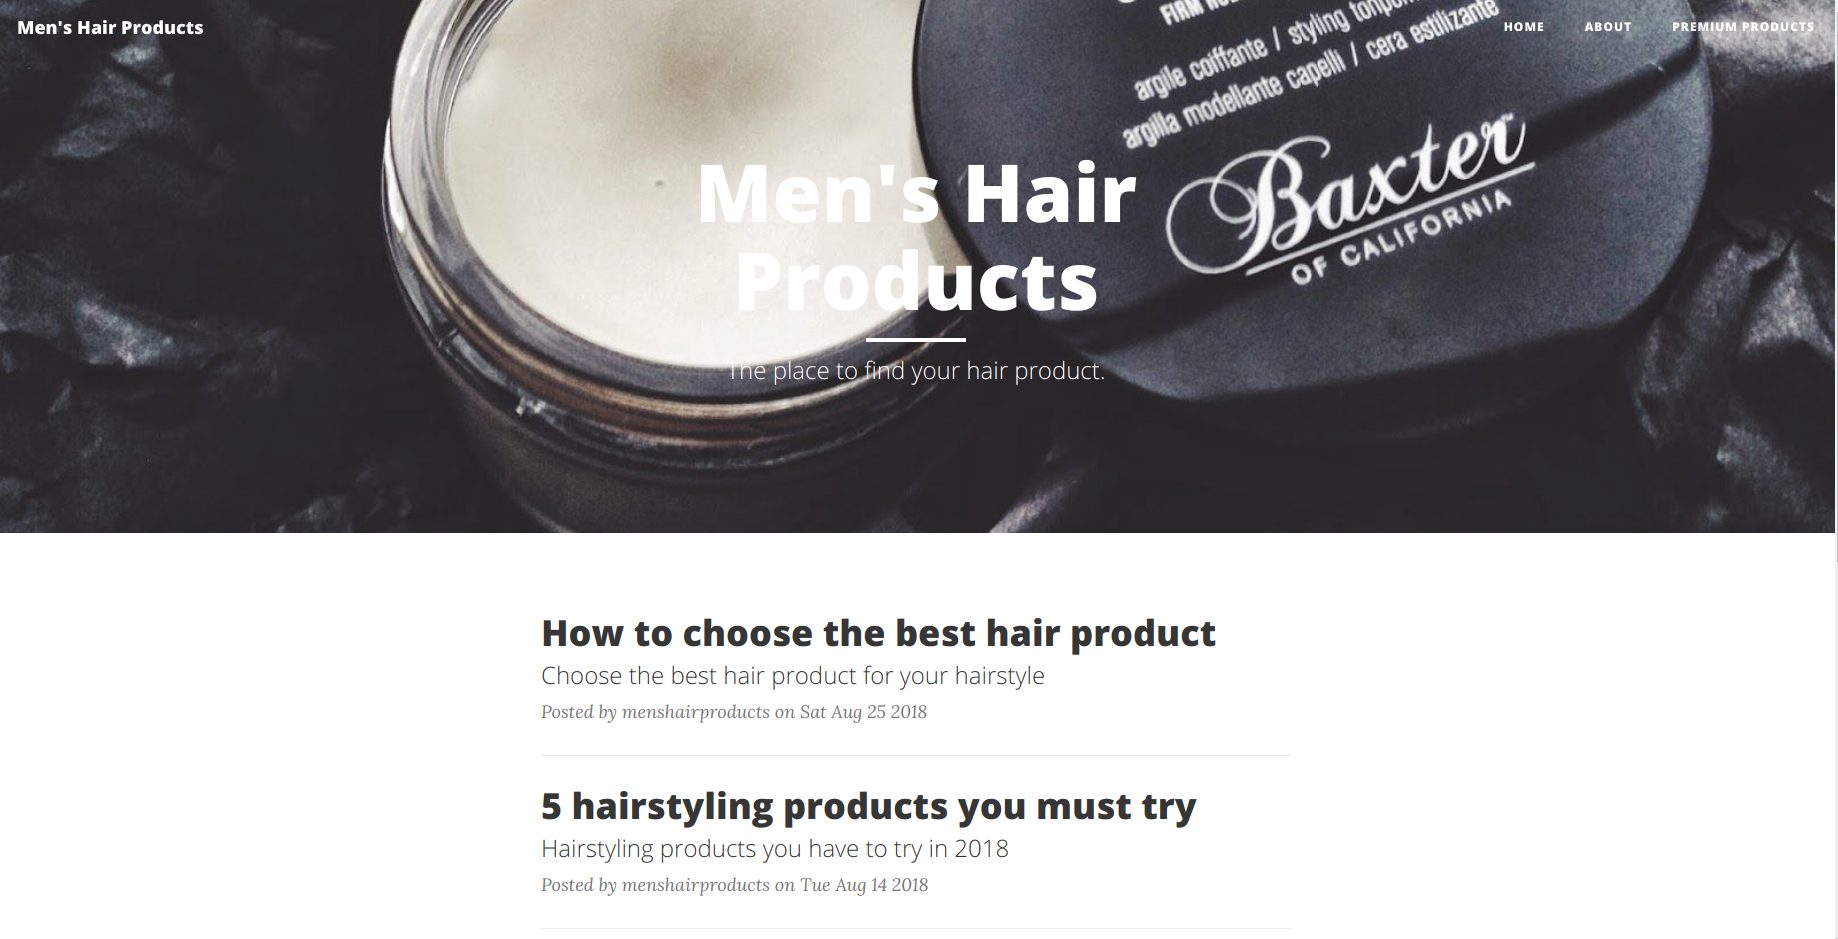 Men's Hair Products
HOME
ABOUT
PREMIUM PRODUCTS
FIRM
argile coiffante / styling
argilla modellante capelli / cera estilizante
Baxter
OF CALIFORNIA
Men's Hair
Products
The place to find your hair product.
How to choose the best hair product
Choose the best hair product for your hairstyle
Posted by menshairproducts on Sat Aug 25 2018
5 hairstyling products you must try
Hairstyling products you have to try in 2018
Posted by menshairproducts on Tue Aug 14 2018